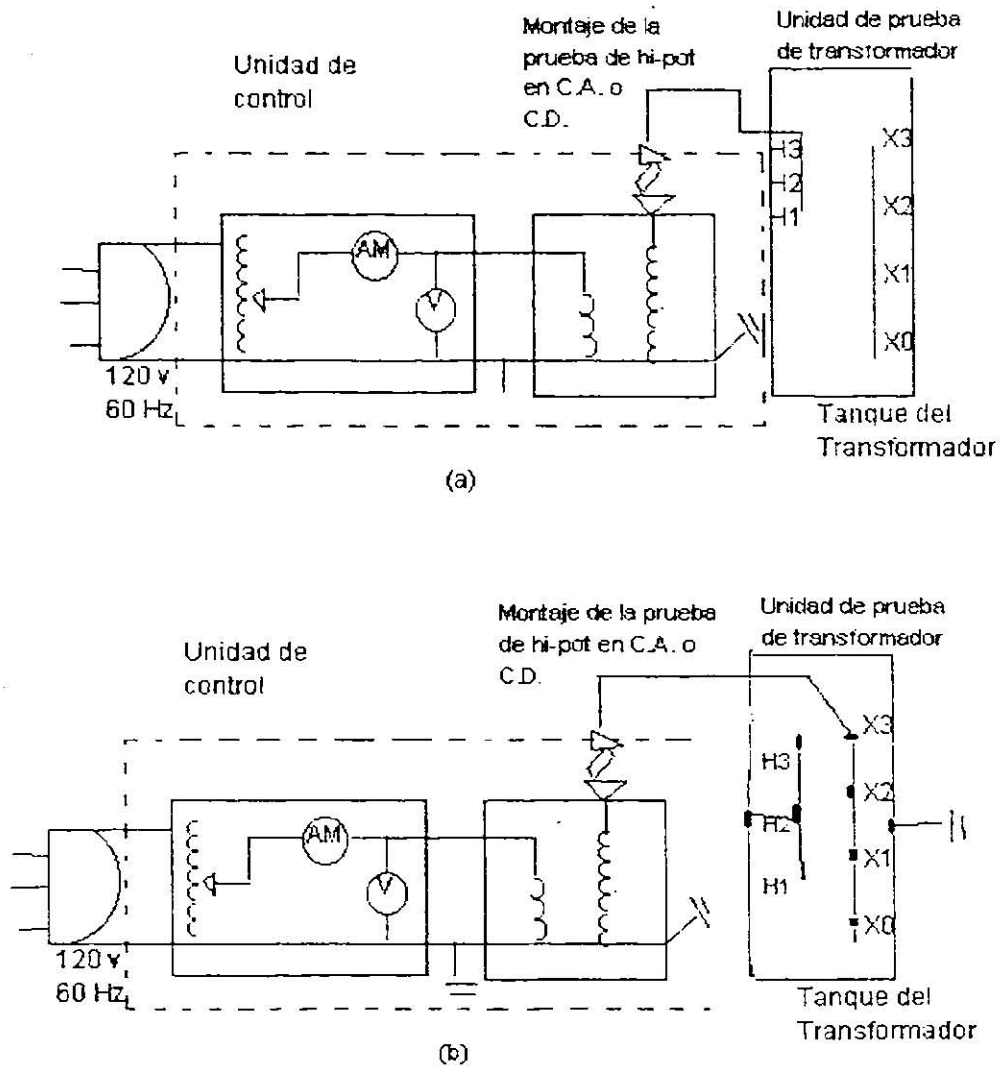 Montaje de la
prueba de hi-pot
en C.A. o
C.D.
Unidad de prueba
de transformador
Unidad de
control
H3
H2
H1
X3
X2
X1
X0
AM
V
120 v
60 Hz
Tanque del
Transformador
(a)
Montaje de la prueba
de hi-pot en C.A. o
C.D.
Unidad de prueba
de transformador
Unidad de
control
H3
H2
H1
X3
X2
X1
X0
AM
V
120 v
60 Hz
Tanque del
Transformador
(b)